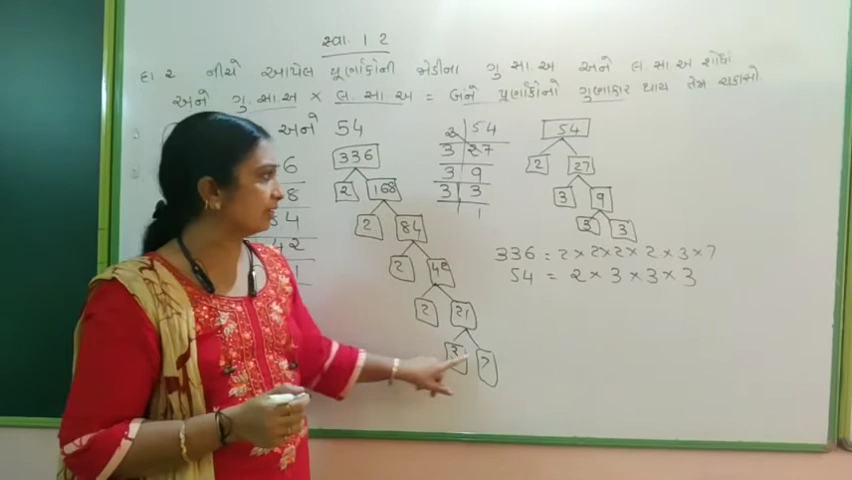 સ્વા. 1 2
દા ૨ નીચે આપેલ પૂર્ણાંકોની જોડીના ગુ સા.અ અને લ.સા.અ શોધો
અને ગુ.સા.અ × લ.સા.અ = બંને પૂર્ણાંકોનો ગુણાકાર થાય તેમ ચકાસો.
અને 54
2 54
3 27
3 9
3 3
1
54
2 27
3 9
3 3
336
2 168
2 84
2 42
2 21
3 7
336 = 2 × 2 × 2 × 2 × 3 × 7
54 = 2 × 3 × 3 × 3